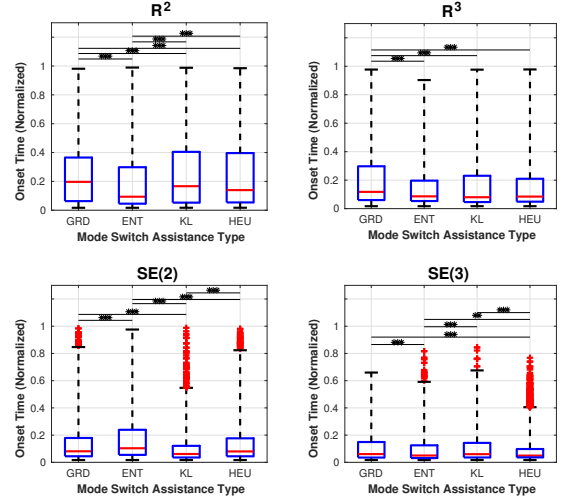 R²
***
***
***
***
***
Onset Time (Normalized)
1
0.8
0.6
0.4
0.2
0
GRD ENT KL HEU
Mode Switch Assistance Type
R³
***
***
***
Onset Time (Normalized)
1
0.8
0.6
0.4
0.2
0
GRD ENT KL HEU
Mode Switch Assistance Type
SE(2)
***
***
***
***
***
Onset Time (Normalized)
1
0.8
0.6
0.4
0.2
0
GRD ENT KL HEU
Mode Switch Assistance Type
SE(3)
***
**
***
***
***
Onset Time (Normalized)
1
0.8
0.6
0.4
0.2
0
GRD ENT KL HEU
Mode Switch Assistance Type